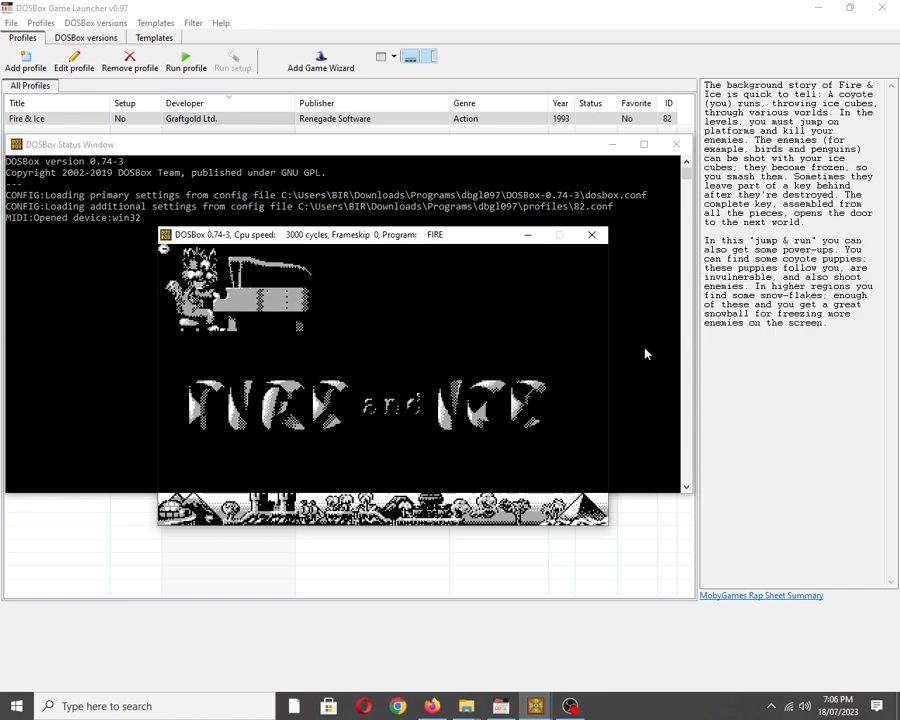 DOSBox Game Launcher v0.97
File Profiles DOSBox versions Templates Filter Help
Profiles DOSBox versions Templates
Add profile Edit profile Remove profile Run profile Run setup Add Game Wizard
All Profiles
Title Setup Developer Publisher Genre Year Status Favorite ID
Fire & Ice No Graftgold Ltd. Renegade Software Action 1993 No 82
DOSBox Status Window
DOSBox version 0.74-3
Copyright 2002-2019 DOSBox Team, published under GNU GPL.
---
CONFIG:Loading primary settings from config file C:\Users\BIR\Downloads\Programs\dbgl097\DOSBox-0.74-3\dosbox.conf
CONFIG:Loading additional settings from config file C:\Users\BIR\Downloads\Programs\dbgl097\profiles\82.conf
MIDI:Opened device:win32
DOSBox 0.74-3, Cpu speed: 3000 cycles, Frameskip 0, Program: FIRE
FIRE and ICE
The background story of Fire &
Ice is quick to tell: A coyote
(you) runs, throwing ice cubes,
through various worlds. In the
levels, you must jump on
platforms and kill your
enemies. The enemies (for
example, birds and penguins)
can be shot with your ice
cubes; they become frozen, so
you smash them. Sometimes they
leave part of a key behind
after they're destroyed. The
complete key, assembled from
all the pieces, opens the door
to the next world.
In this "jump & run" you can
also get some power-ups. You
can find some coyote puppies;
these puppies follow you, are
invulnerable, and also shoot
enemies. In higher regions you
find some snow-flakes; enough
of these and you get a great
snowball for freezing more
enemies on the screen.
MobyGames Rap Sheet Summary
Type here to search
7:06 PM
18/07/2023